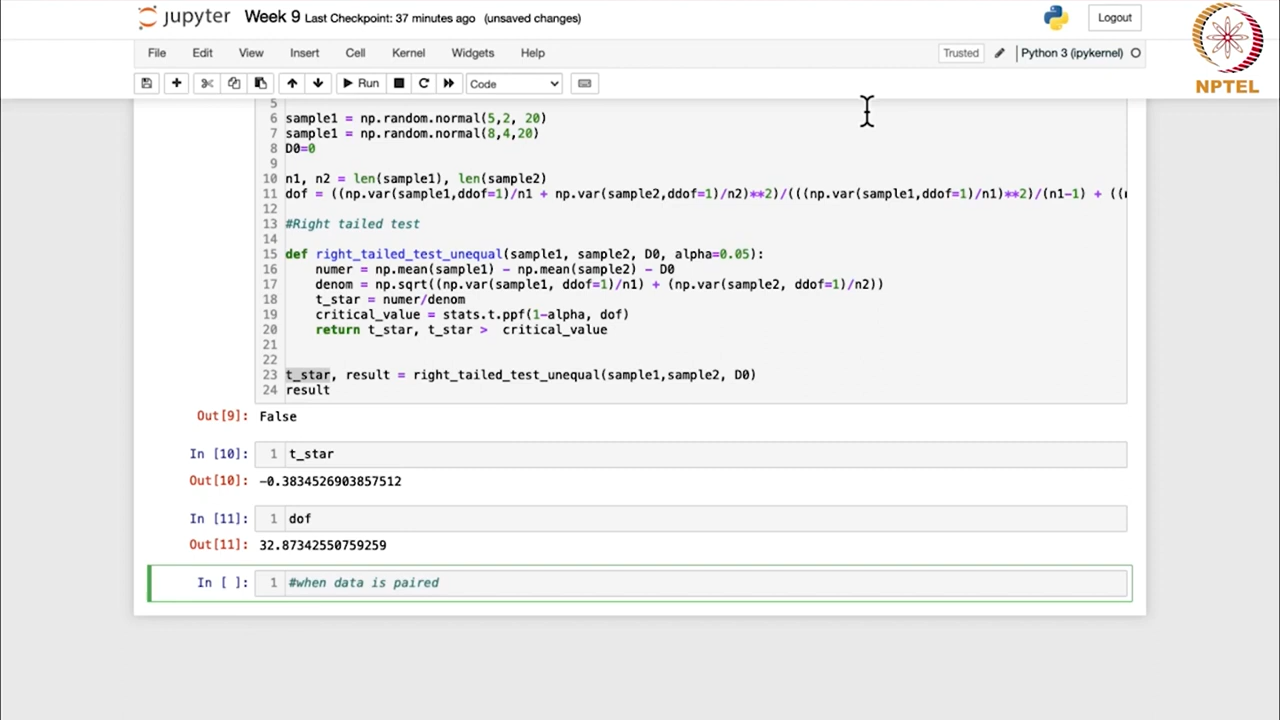 jupyter Week 9 Last Checkpoint: 37 minutes ago (unsaved changes) Logout
File Edit View Insert Cell Kernel Widgets Help Trusted Python 3 (ipykernel)
Run Code
NPTEL
5
6 sample1 = np.random.normal(5,2, 20)
7 sample1 = np.random.normal(8,4,20)
8 D0=0
9
10 n1, n2 = len(sample1), len(sample2)
11 dof = ((np.var(sample1,ddof=1)/n1 + np.var(sample2,ddof=1)/n2)**2)/(((np.var(sample1,ddof=1)/n1)**2)/(n1-1) + ((
12
13 #Right tailed test
14
15 def right_tailed_test_unequal(sample1, sample2, D0, alpha=0.05):
16 numer = np.mean(sample1) - np.mean(sample2) - D0
17 denom = np.sqrt((np.var(sample1, ddof=1)/n1) + (np.var(sample2, ddof=1)/n2))
18 t_star = numer/denom
19 critical_value = stats.t.ppf(1-alpha, dof)
20 return t_star, t_star > critical_value
21
22
23 t_star, result = right_tailed_test_unequal(sample1,sample2, D0)
24 result
Out[9]: False
In [10]: 1 t_star
Out[10]: -0.3834526903857512
In [11]: 1 dof
Out[11]: 32.87342550759259
In [ ]: 1 #when data is paired